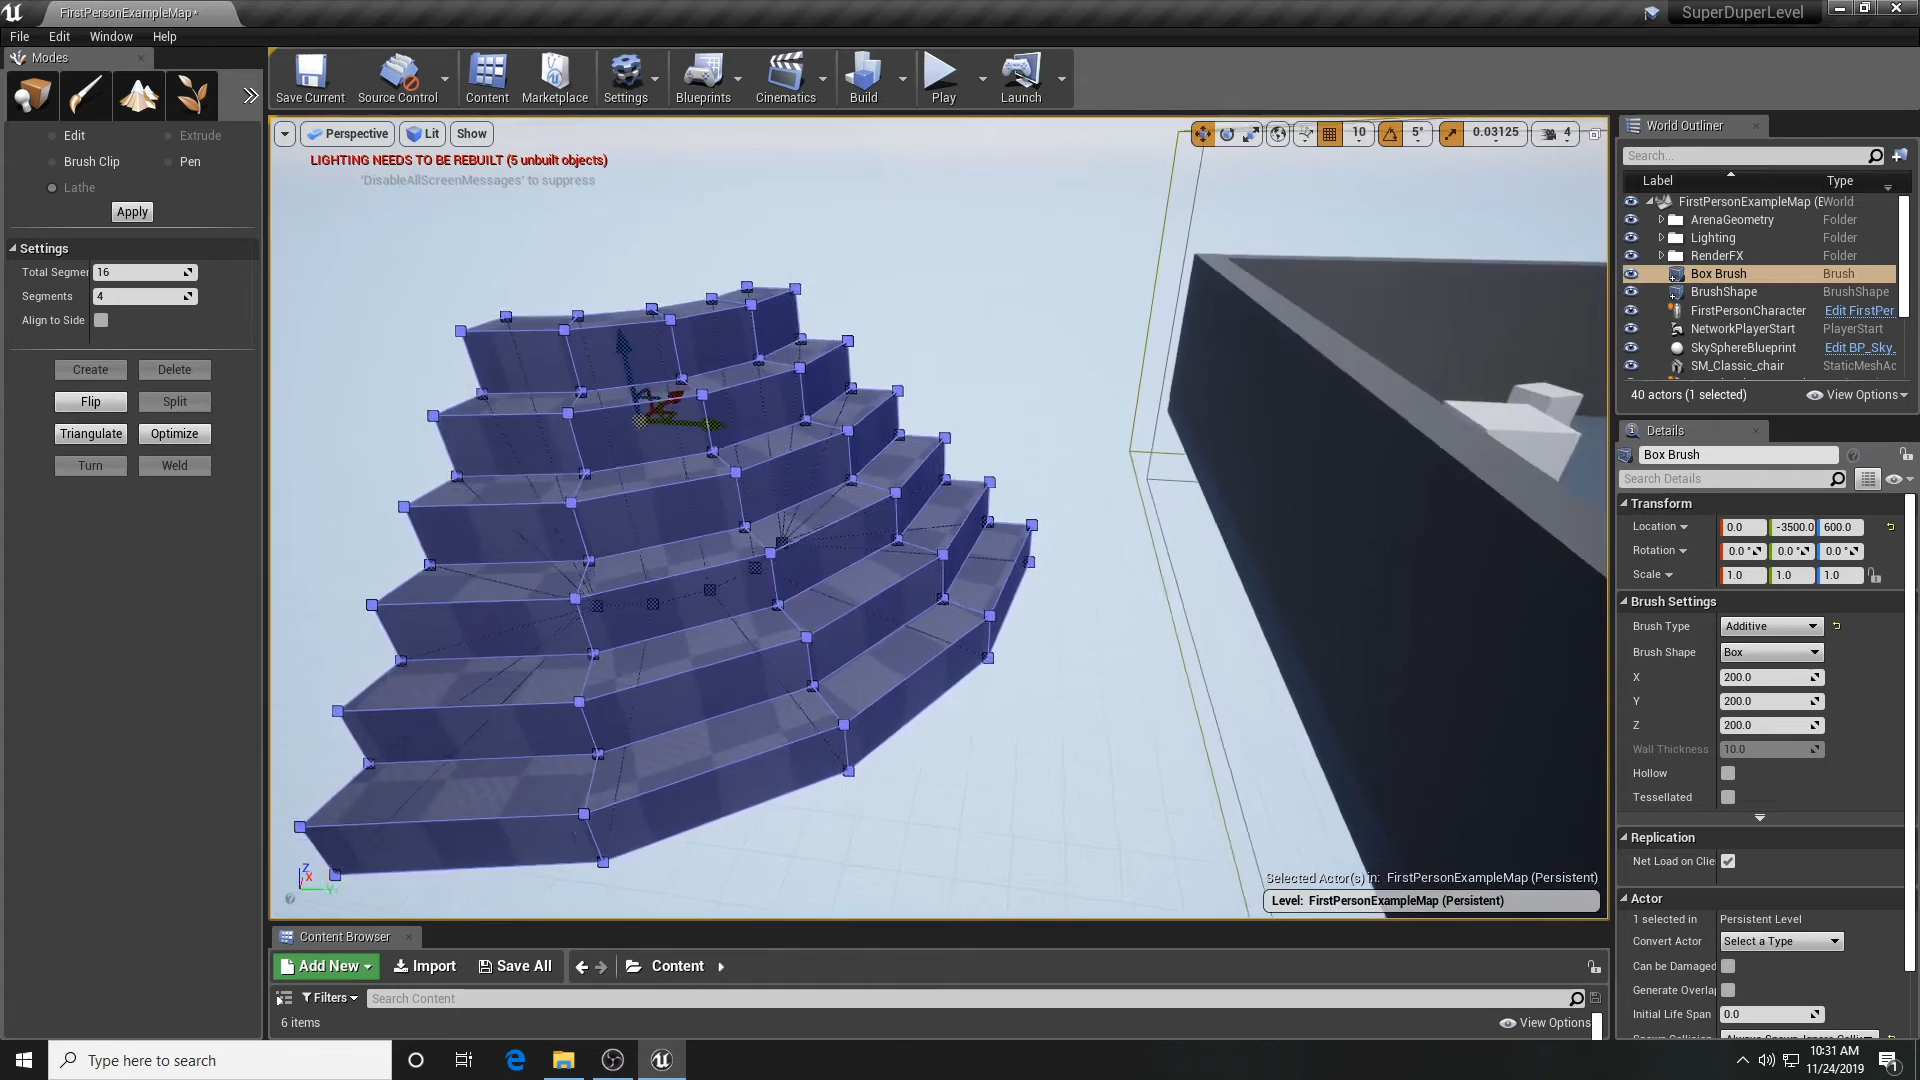 FirstPersonExampleMap*
SuperDuperLevel
File Edit Window Help
Modes
Save Current Source Control Content Marketplace Settings Blueprints Cinematics Build Play Launch
Edit Extrude
Brush Clip Pen
Lathe
Apply
Settings
Total Segmer 16
Segments 4
Align to Side
Create Delete
Flip Split
Triangulate Optimize
Turn Weld
Perspective Lit Show
10 5° 0.03125 4
LIGHTING NEEDS TO BE REBUILT (5 unbuilt objects)
'DisableAllScreenMessages' to suppress
Z
X
Y
Selected Actor(s) in: FirstPersonExampleMap (Persistent)
Level: FirstPersonExampleMap (Persistent)
World Outliner
Search...
Label Type
FirstPersonExampleMap (E World
ArenaGeometry Folder
Lighting Folder
RenderFX Folder
Box Brush Brush
BrushShape BrushShape
FirstPersonCharacter Edit FirstPer
NetworkPlayerStart PlayerStart
SkySphereBlueprint Edit BP_Sky_
SM_Classic_chair StaticMeshAc
40 actors (1 selected) View Options
Details
Box Brush
Search Details
Transform
Location 0.0 -3500.0 600.0
Rotation 0.0 ° 0.0 ° 0.0 °
Scale 1.0 1.0 1.0
Brush Settings
Brush Type Additive
Brush Shape Box
X 200.0
Y 200.0
Z 200.0
Wall Thickness 10.0
Hollow
Tessellated
Replication
Net Load on Clie
Actor
1 selected in Persistent Level
Convert Actor Select a Type
Can be Damaged
Generate Overla
Initial Life Span 0.0
Content Browser
Add New Import Save All Content
Filters Search Content
6 items View Options
Type here to search
10:31 AM
11/24/2019
1